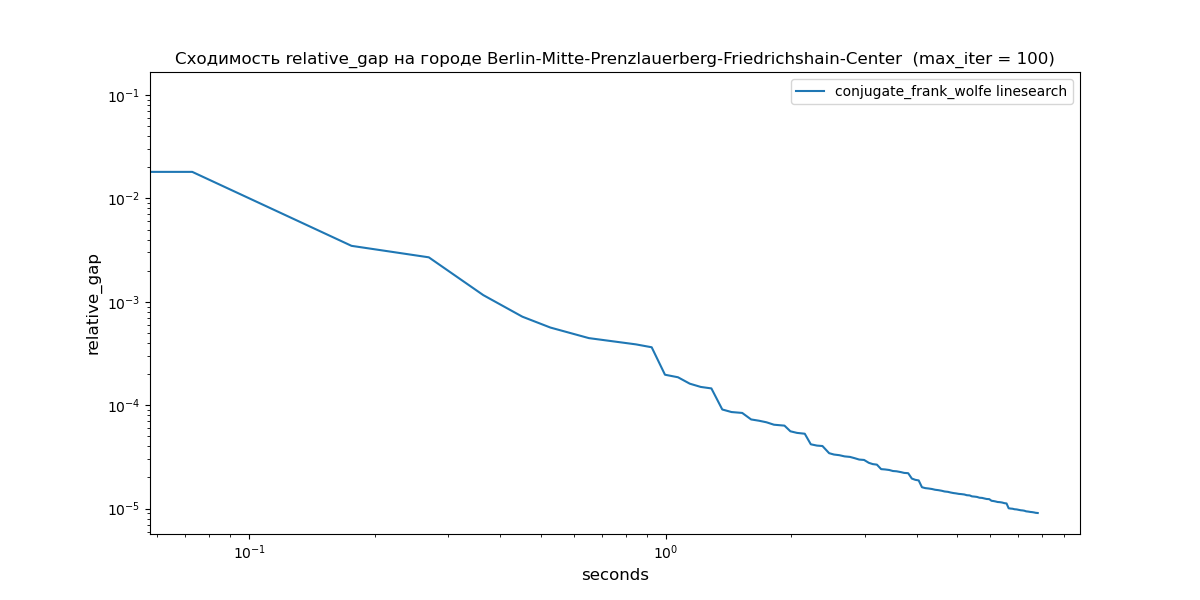 Сходимость relative_gap на городе Berlin-Mitte-Prenzlauerberg-Friedrichshain-Center (max_iter = 100)
conjugate_frank_wolfe linesearch
10⁻¹
10⁻²
10⁻³
10⁻⁴
10⁻⁵
relative_gap
10⁻¹
10⁰
seconds